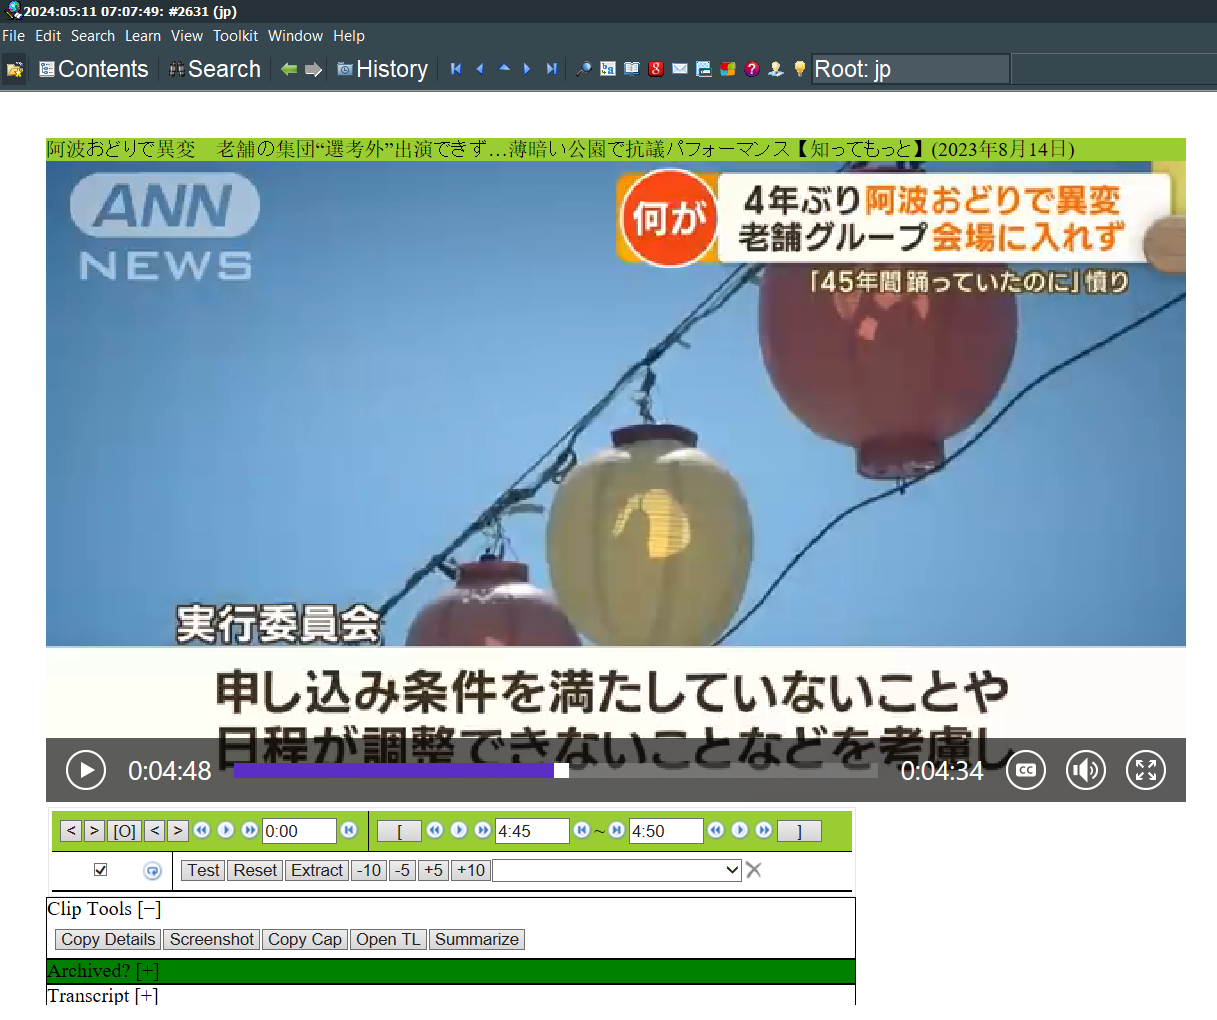 2024:05:11 07:07:49: #2631 (jp)
File Edit Search Learn View Toolkit Window Help
Contents Search History Root: jp
阿波おどりで異変　老舗の集団“選考外”出演できず…薄暗い公園で抗議パフォーマンス【知ってもっと】(2023年8月14日)
ANN
NEWS
何が
4年ぶり阿波おどりで異変
老舗グループ会場に入れず
「45年間踊っていたのに」憤り
実行委員会
申し込み条件を満たしていないことや
日程が調整できないことなどを考慮し
0:04:48 0:04:34
CC
< > [O] < > 0:00 [ 4:45 ~ 4:50 ]
Test Reset Extract -10 -5 +5 +10
Clip Tools [−]
Copy Details Screenshot Copy Cap Open TL Summarize
Archived? [+]
Transcript [+]